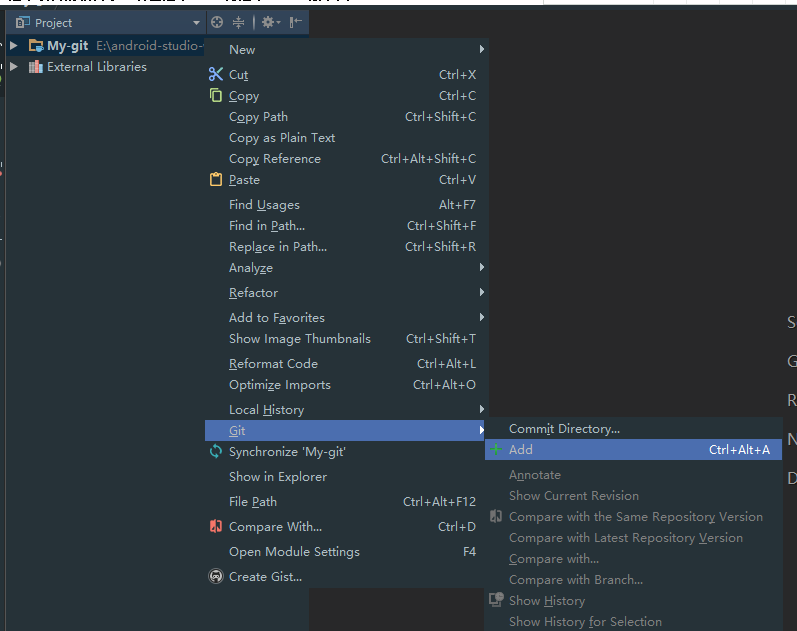 Project
My-git E:\android-studio-
External Libraries
New
Cut Ctrl+X
Copy Ctrl+C
Copy Path Ctrl+Shift+C
Copy as Plain Text
Copy Reference Ctrl+Alt+Shift+C
Paste Ctrl+V
Find Usages Alt+F7
Find in Path... Ctrl+Shift+F
Replace in Path... Ctrl+Shift+R
Analyze
Refactor
Add to Favorites
Show Image Thumbnails Ctrl+Shift+T
Reformat Code Ctrl+Alt+L
Optimize Imports Ctrl+Alt+O
Local History
Git
Synchronize 'My-git'
Show in Explorer
File Path Ctrl+Alt+F12
Compare With... Ctrl+D
Open Module Settings F4
Create Gist...
Commit Directory...
Add Ctrl+Alt+A
Annotate
Show Current Revision
Compare with the Same Repository Version
Compare with Latest Repository Version
Compare with...
Compare with Branch...
Show History
Show History for Selection
S
G
R
N
D